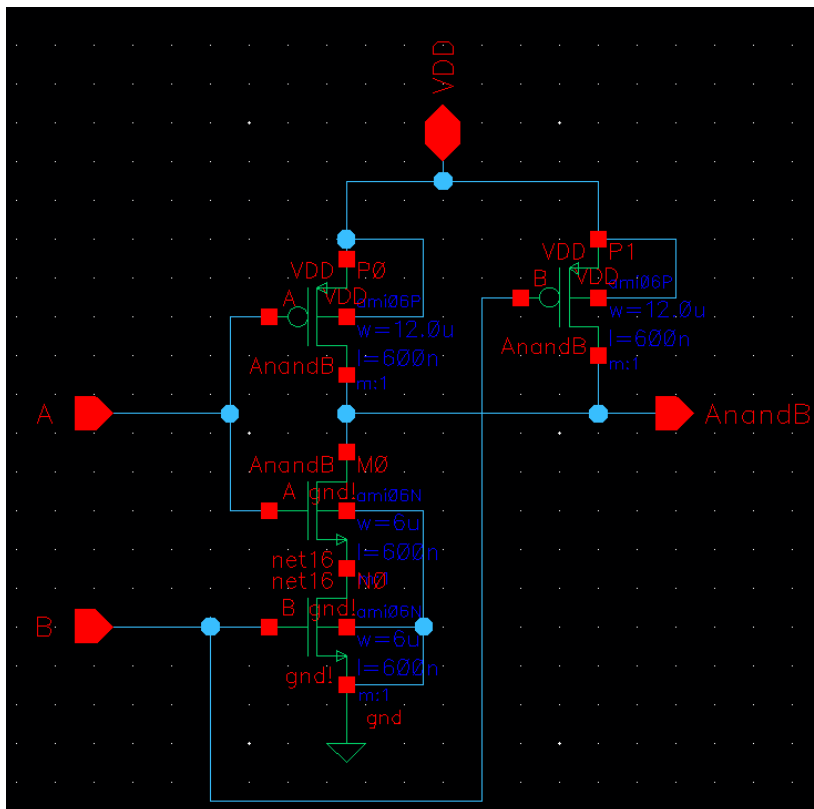 VDD
VDD P0
A VDD ami06P
w=12.0u
l=600n
AnandB
m:1
VDD P1
B VDD ami06P
w=12.0u
l=600n
AnandB
m:1
A
AnandB
AnandB M0
A gnd! ami06N
w=6u
l=600n
net16
net16 N0
B
B gnd! ami06N
w=6u
l=600n
gnd!
m:1
gnd